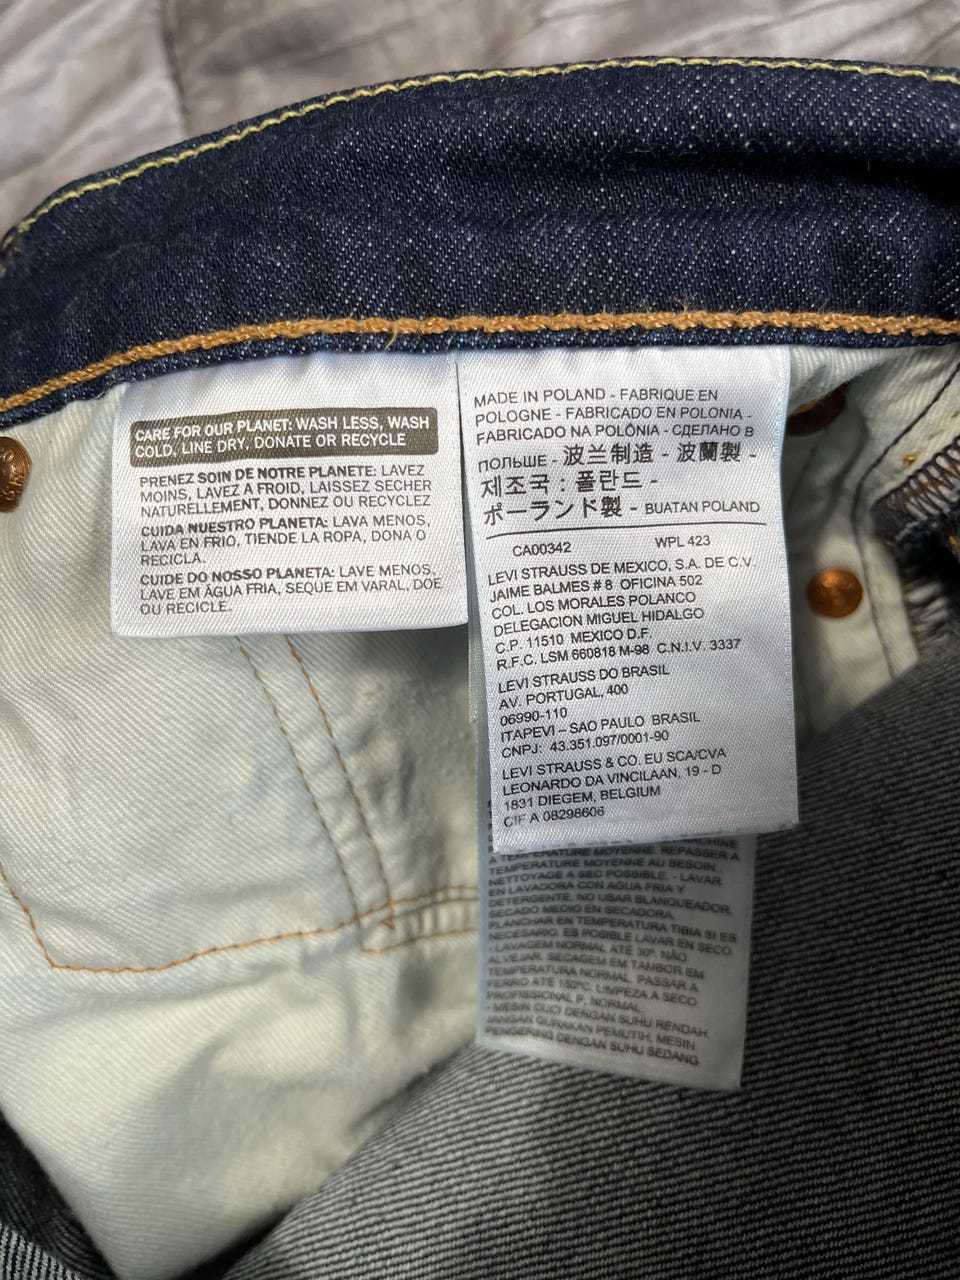 CARE FOR OUR PLANET: WASH LESS, WASH
COLD, LINE DRY, DONATE OR RECYCLE
PRENEZ SOIN DE NOTRE PLANETE: LAVEZ
MOINS, LAVEZ A FROID, LAISSEZ SECHER
NATURELLEMENT, DONNEZ OU RECYCLEZ
CUIDA NUESTRO PLANETA: LAVA MENOS,
LAVA EN FRIO, TIENDE LA ROPA, DONA O
RECICLA.
CUIDE DO NOSSO PLANETA: LAVE MENOS,
LAVE EM ÁGUA FRIA, SEQUE EM VARAL, DOE
OU RECICLE.
MADE IN POLAND - FABRIQUE EN
POLOGNE - FABRICADO EN POLONIA -
FABRICADO NA POLÔNIA - СДЕЛАНО В
ПОЛЬШЕ - 波兰制造 - 波蘭製 -
제조국 : 폴란드 -
ポーランド製 - BUATAN POLAND
CA00342 WPL 423
LEVI STRAUSS DE MEXICO, S.A. DE C.V.
JAIME BALMES # 8 OFICINA 502
COL. LOS MORALES POLANCO
DELEGACION MIGUEL HIDALGO
C.P. 11510 MEXICO D.F.
R.F.C. LSM 660818 M-98 C.N.I.V. 3337
LEVI STRAUSS DO BRASIL
AV. PORTUGAL, 400
06990-110
ITAPEVI – SAO PAULO BRASIL
CNPJ: 43.351.097/0001-90
LEVI STRAUSS & CO. EU SCA/CVA
LEONARDO DA VINCILAAN, 19 - D
1831 DIEGEM, BELGIUM
CIF A 08298606
MACHINE
A TEMPERATURE MOYENNE. REPASSER A
TEMPERATURE MOYENNE AU BESOIN.
NETTOYAGE A SEC POSSIBLE. - LAVAR
EN LAVADORA CON AGUA FRIA Y
DETERGENTE. NO USAR BLANQUEADOR.
SECADO MEDIO EN SECADORA,
PLANCHAR EN TEMPERATURA TIBIA SI ES
NECESARIO. ES POSIBLE LAVAR EN SECO.
- LAVAGEM NORMAL ATÉ 30º. NÃO
ALVEJAR. SECAGEM EM TAMBOR EM
TEMPERATURA NORMAL. PASSAR A
FERRO ATÉ 150ºC. LIMPEZA A SECO
PROFISSIONAL P, NORMAL.
- MESIN CUCI DENGAN SUHU RENDAH.
JANGAN GUNAKAN PEMUTIH, MESIN
PENGERING DENGAN SUHU SEDANG.